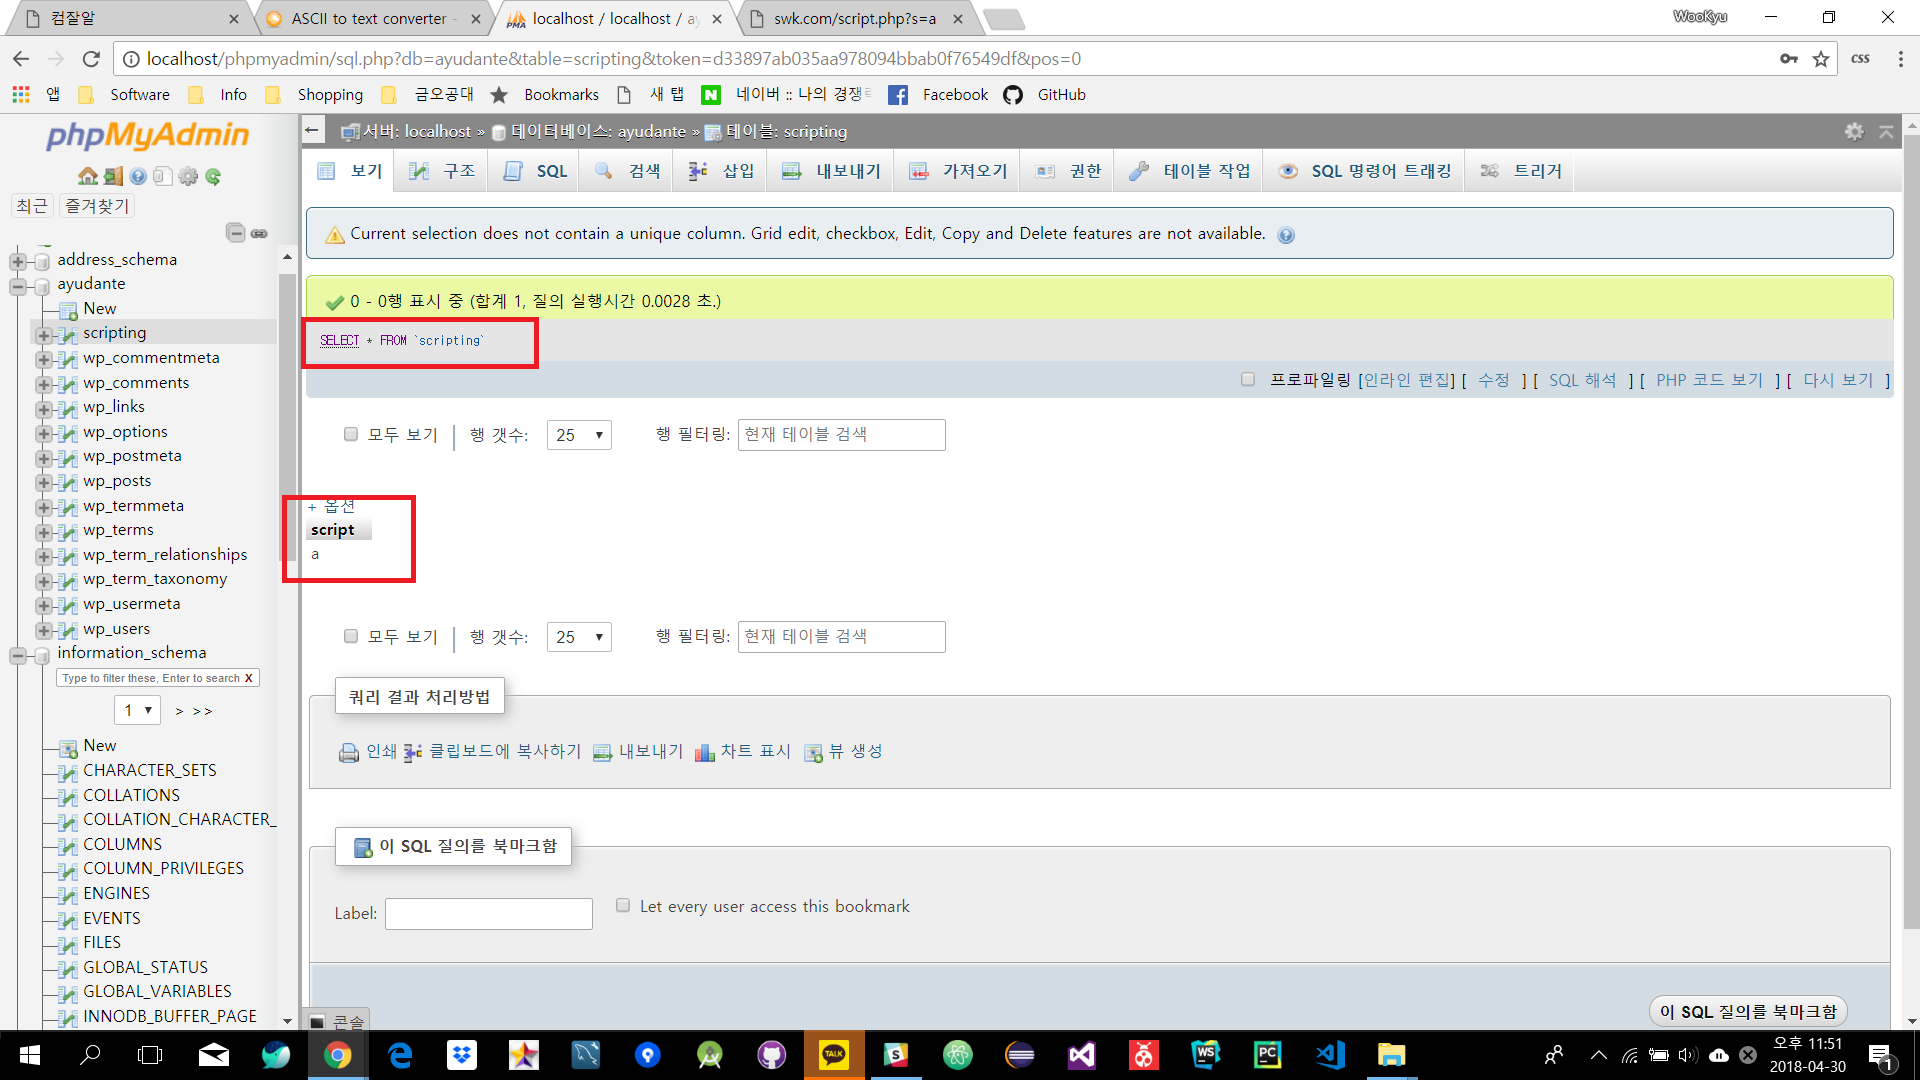 컴잘알
ASCII to text converter -
localhost / localhost / ay
swk.com/script.php?s=a
WooKyu
localhost/phpmyadmin/sql.php?db=ayudante&table=scripting&token=d33897ab035aa978094bbab0f76549df&pos=0
css
앱
Software
Info
Shopping
금오공대
Bookmarks
새 탭
네이버 :: 나의 경쟁
Facebook
GitHub
phpMyAdmin
최근
즐겨찾기
address_schema
ayudante
New
scripting
wp_commentmeta
wp_comments
wp_links
wp_options
wp_postmeta
wp_posts
wp_termmeta
wp_terms
wp_term_relationships
wp_term_taxonomy
wp_usermeta
wp_users
information_schema
Type to filter these, Enter to search X
1 > >>
New
CHARACTER_SETS
COLLATIONS
COLLATION_CHARACTER_
COLUMNS
COLUMN_PRIVILEGES
ENGINES
EVENTS
FILES
GLOBAL_STATUS
GLOBAL_VARIABLES
INNODB_BUFFER_PAGE
서버: localhost » 데이터베이스: ayudante » 테이블: scripting
보기
구조
SQL
검색
삽입
내보내기
가져오기
권한
테이블 작업
SQL 명령어 트래킹
트리거
Current selection does not contain a unique column. Grid edit, checkbox, Edit, Copy and Delete features are not available.
0 - 0행 표시 중 (합계 1, 질의 실행시간 0.0028 초.)
SELECT * FROM `scripting`
프로파일링 [인라인 편집] [ 수정 ] [ SQL 해석 ] [ PHP 코드 보기 ] [ 다시 보기 ]
모두 보기 | 행 갯수: 25 행 필터링: 현재 테이블 검색
+ 옵션
script
a
모두 보기 | 행 갯수: 25 행 필터링: 현재 테이블 검색
쿼리 결과 처리방법
인쇄 클립보드에 복사하기 내보내기 차트 표시 뷰 생성
이 SQL 질의를 북마크함
Label:
Let every user access this bookmark
이 SQL 질의를 북마크함
콘솔
TALK
WS
PC
오후 11:51
2018-04-30
1